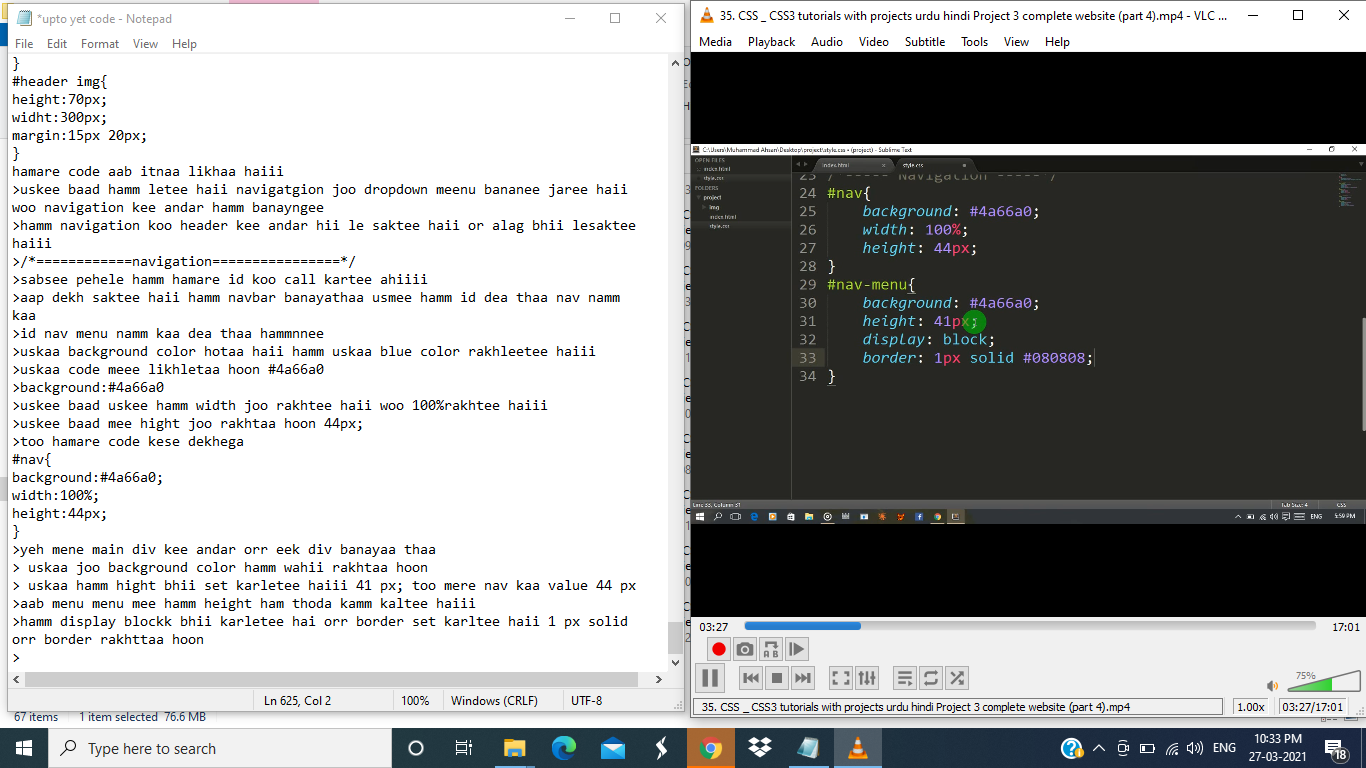 *upto yet code - Notepad
File Edit Format View Help
}
#header img{
height:70px;
widht:300px;
margin:15px 20px;
}
hamare code aab itnaa likhaa haiii
>uskee baad hamm letee haii navigatgion joo dropdown meenu bananee jaree haii
woo navigation kee andar hamm banayngee
>hamm navigation koo header kee andar hii le saktee haii or alag bhii lesaktee
haiii
>/*============navigation================*/
>sabsee pehele hamm hamare id koo call kartee ahiiii
>aap dekh saktee haii hamm navbar banayathaa usmee hamm id dea thaa nav namm
kaa
>id nav menu namm kaa dea thaa hammnnee
>uskaa background color hotaa haii hamm uskaa blue color rakhleetee haiii
>uskaa code meee likhletaa hoon #4a66a0
>background:#4a66a0
>uskee baad uskee hamm width joo rakhtee haii woo 100%rakhtee haiii
>uskee baad mee hight joo rakhtaa hoon 44px;
>too hamare code kese dekhega
#nav{
background:#4a66a0;
width:100%;
height:44px;
}
>yeh mene main div kee andar orr eek div banayaa thaa
> uskaa joo background color hamm wahii rakhtaa hoon
> uskaa hamm hight bhii set karletee haiii 41 px; too mere nav kaa value 44 px
>aab menu menu mee hamm height ham thoda kamm kaltee haiii
>hamm display blockk bhii karletee hai orr border set karltee haii 1 px solid
orr border rakhttaa hoon
>
Ln 625, Col 2 100% Windows (CRLF) UTF-8
67 items 1 item selected 76.6 MB
35. CSS _ CSS3 tutorials with projects urdu hindi Project 3 complete website (part 4).mp4 - VLC ...
Media Playback Audio Video Subtitle Tools View Help
C:\Users\Muhammad Ahsan\Desktop\project\style.css • (project) - Sublime Text
OPEN FILES
index.html
style.css
FOLDERS
project
img
index.html
style.css
index.html style.css
24 #nav{
25 background: #4a66a0;
26 width: 100%;
27 height: 44px;
28 }
29 #nav-menu{
30 background: #4a66a0;
31 height: 41px;
32 display: block;
33 border: 1px solid #080808;
34 }
Line 33, Column 31 Tab Size: 4 CSS
ENG 5:59 PM
03:27 17:01
75%
35. CSS _ CSS3 tutorials with projects urdu hindi Project 3 complete website (part 4).mp4 1.00x 03:27/17:01
Type here to search
ENG 10:33 PM
27-03-2021
18